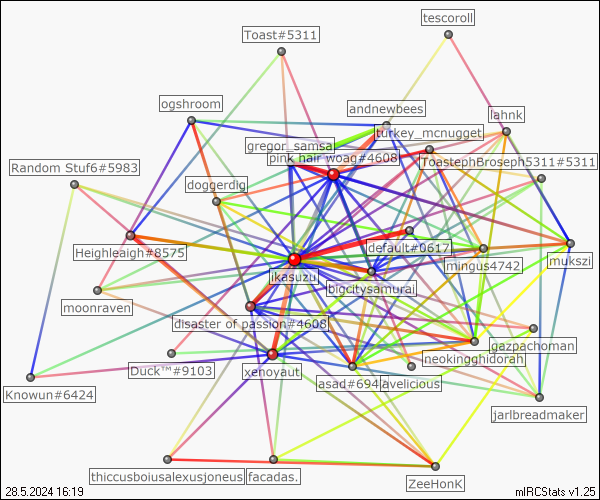 tescoroll
Toast#5311
ogshroom
andnewbees
lahnk
turkey_mcnugget
gregor_samsa
pink hair woag#4608
ToastephBroseph5311#5311
Random Stuf6#5983
doggerdig
default#0617
Heighleaigh#8575
mukszi
mingus4742
ikasuzu
bigcitysamurai
moonraven
disaster of passion#4608
gazpachoman
neokingghidorah
Duck™#9103
xenoyaut
asad#694
avelicious
Knowun#6424
jarlbreadmaker
thiccusboiusalexusjoneus
facadas.
ZeeHonK
28.5.2024 16:19
mIRCStats v1.25